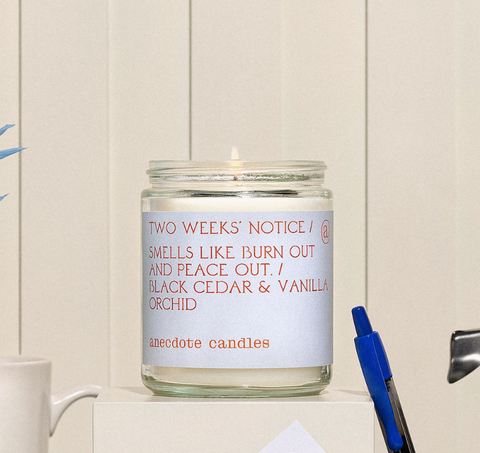 TWO WEEKS' NOTICE /
@
SMELLS LIKE BURN OUT
AND PEACE OUT. /
BLACK CEDAR & VANILLA
ORCHID
anecdote candles